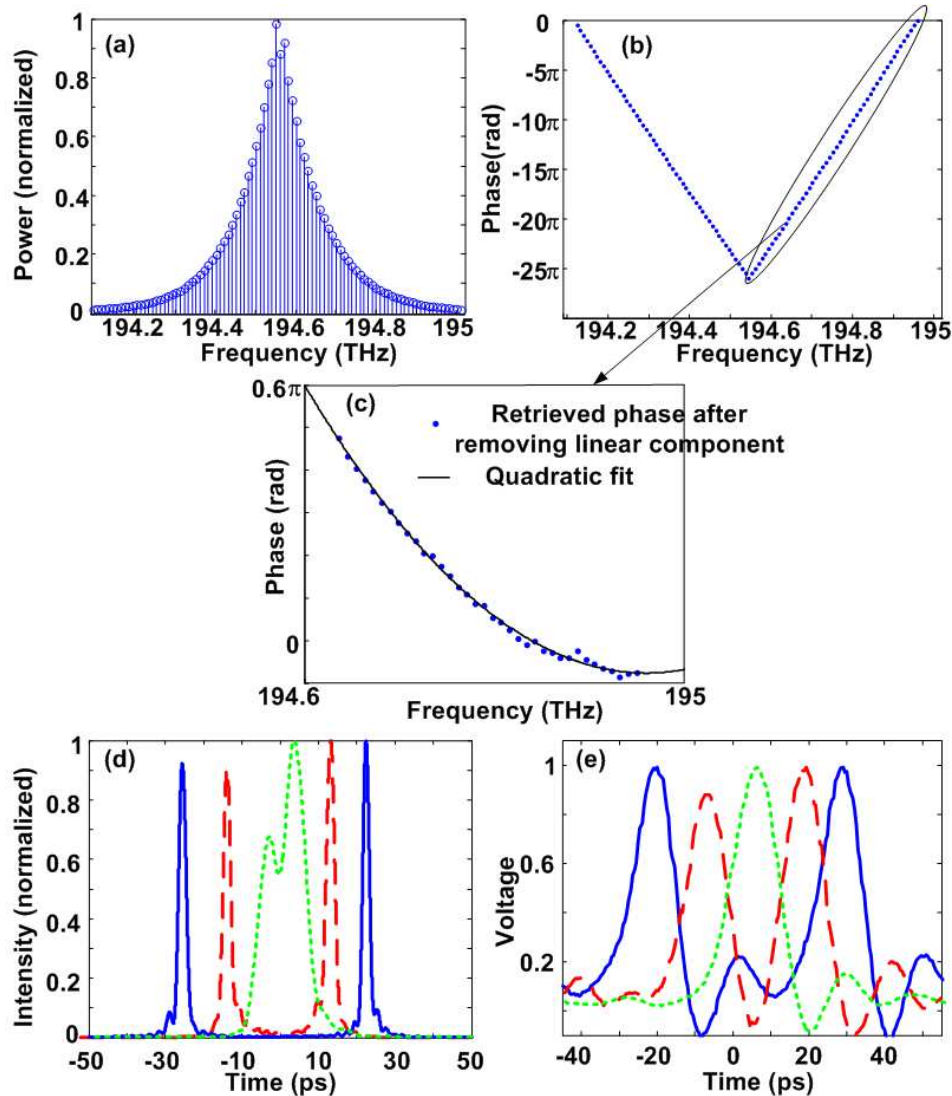 (a)
Power (normalized)
1
0.8
0.6
0.4
0.2
0
194.2 194.4 194.6 194.8 195
Frequency (THz)
(b)
Phase(rad)
0
-5π
-10π
-15π
-20π
-25π
194.2 194.4 194.6 194.8 195
Frequency (THz)
(c)
0.6π
Phase (rad)
0
Retrieved phase after
removing linear component
Quadratic fit
194.6 195
Frequency (THz)
(d)
Intensity (normalized)
1
0.8
0.6
0.4
0.2
0
-50 -30 -10 10 30 50
Time (ps)
(e)
Voltage
1
0.6
0.2
-40 -20 0 20 40
Time (ps)